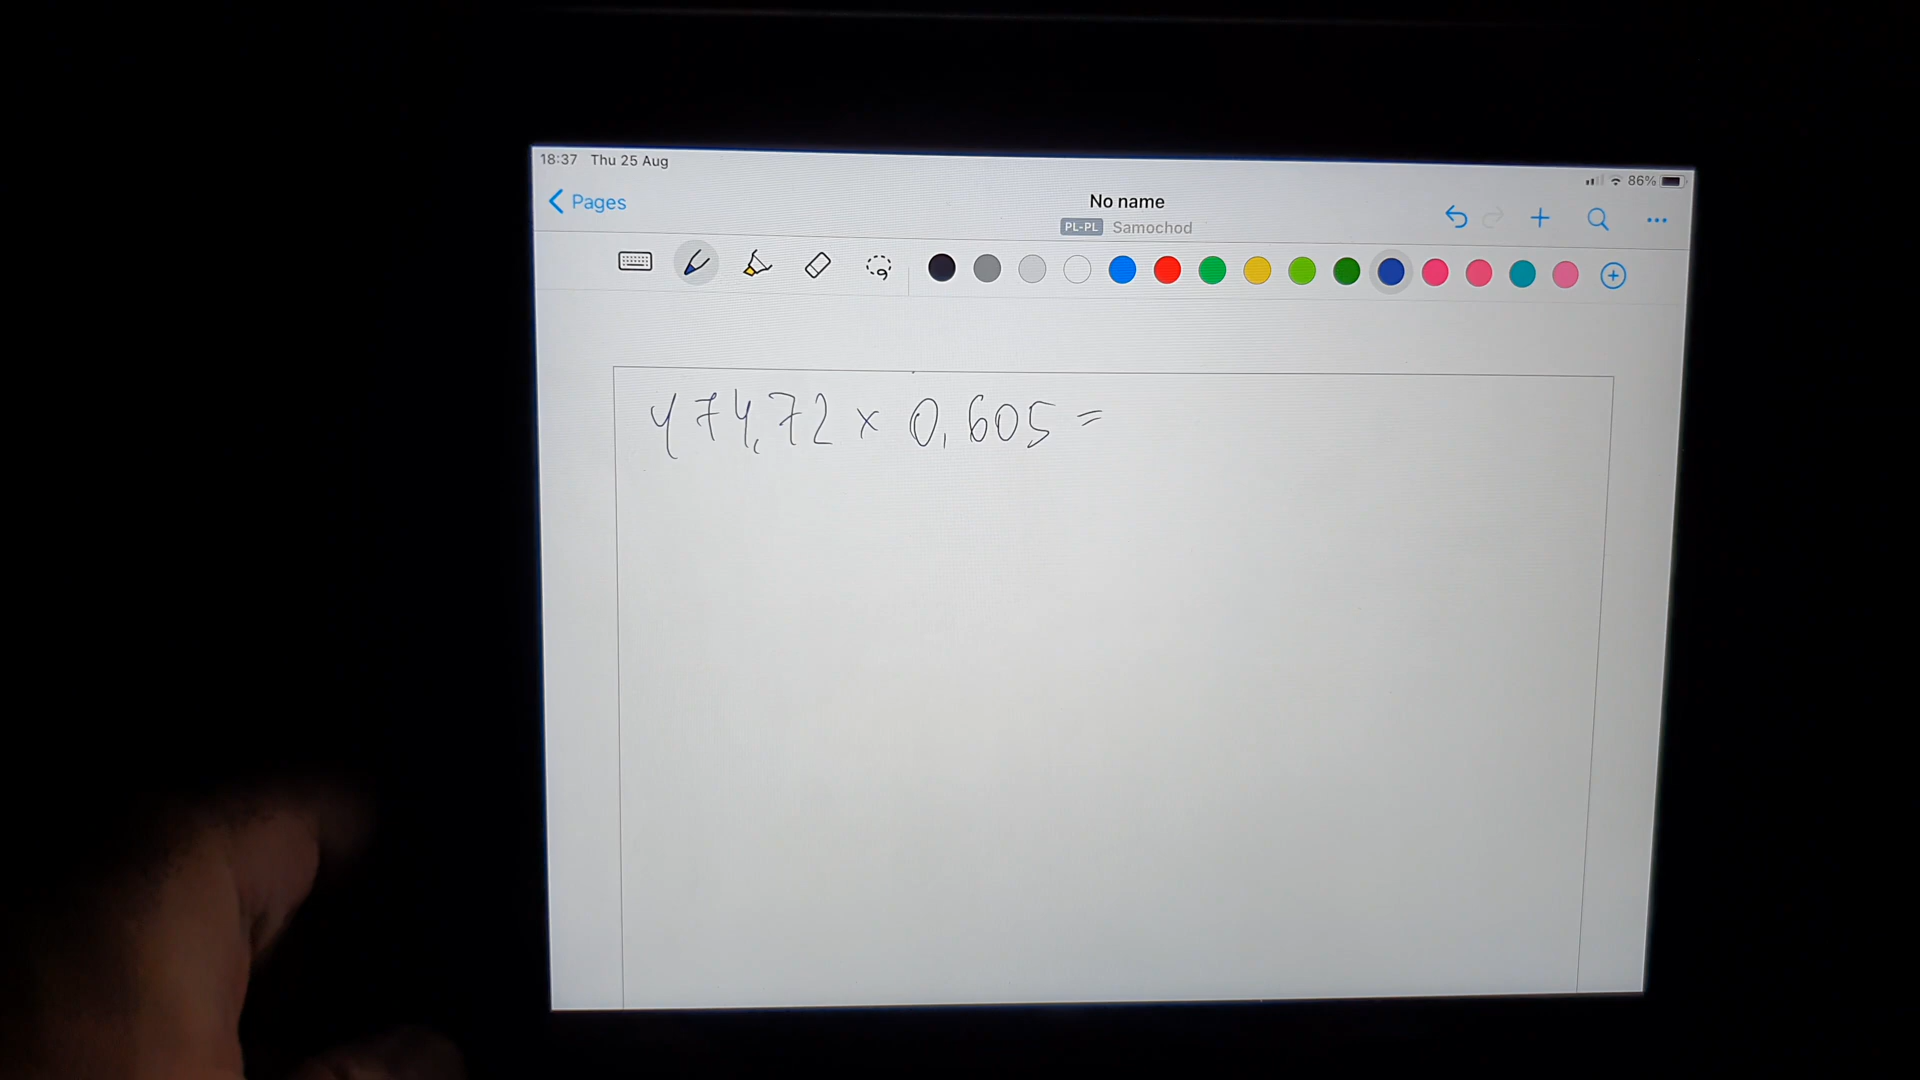 18:37 Thu 25 Aug
86%
Pages
No name
PL-PL Samochod
474,72 x 0,605 =